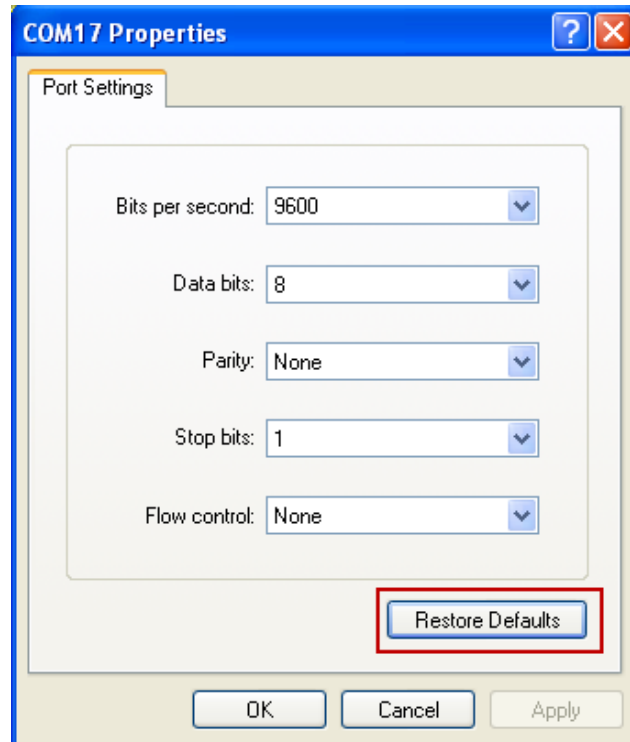 COM17 Properties
Port Settings
Bits per second: 9600
Data bits: 8
Parity: None
Stop bits: 1
Flow control: None
Restore Defaults
OK Cancel Apply